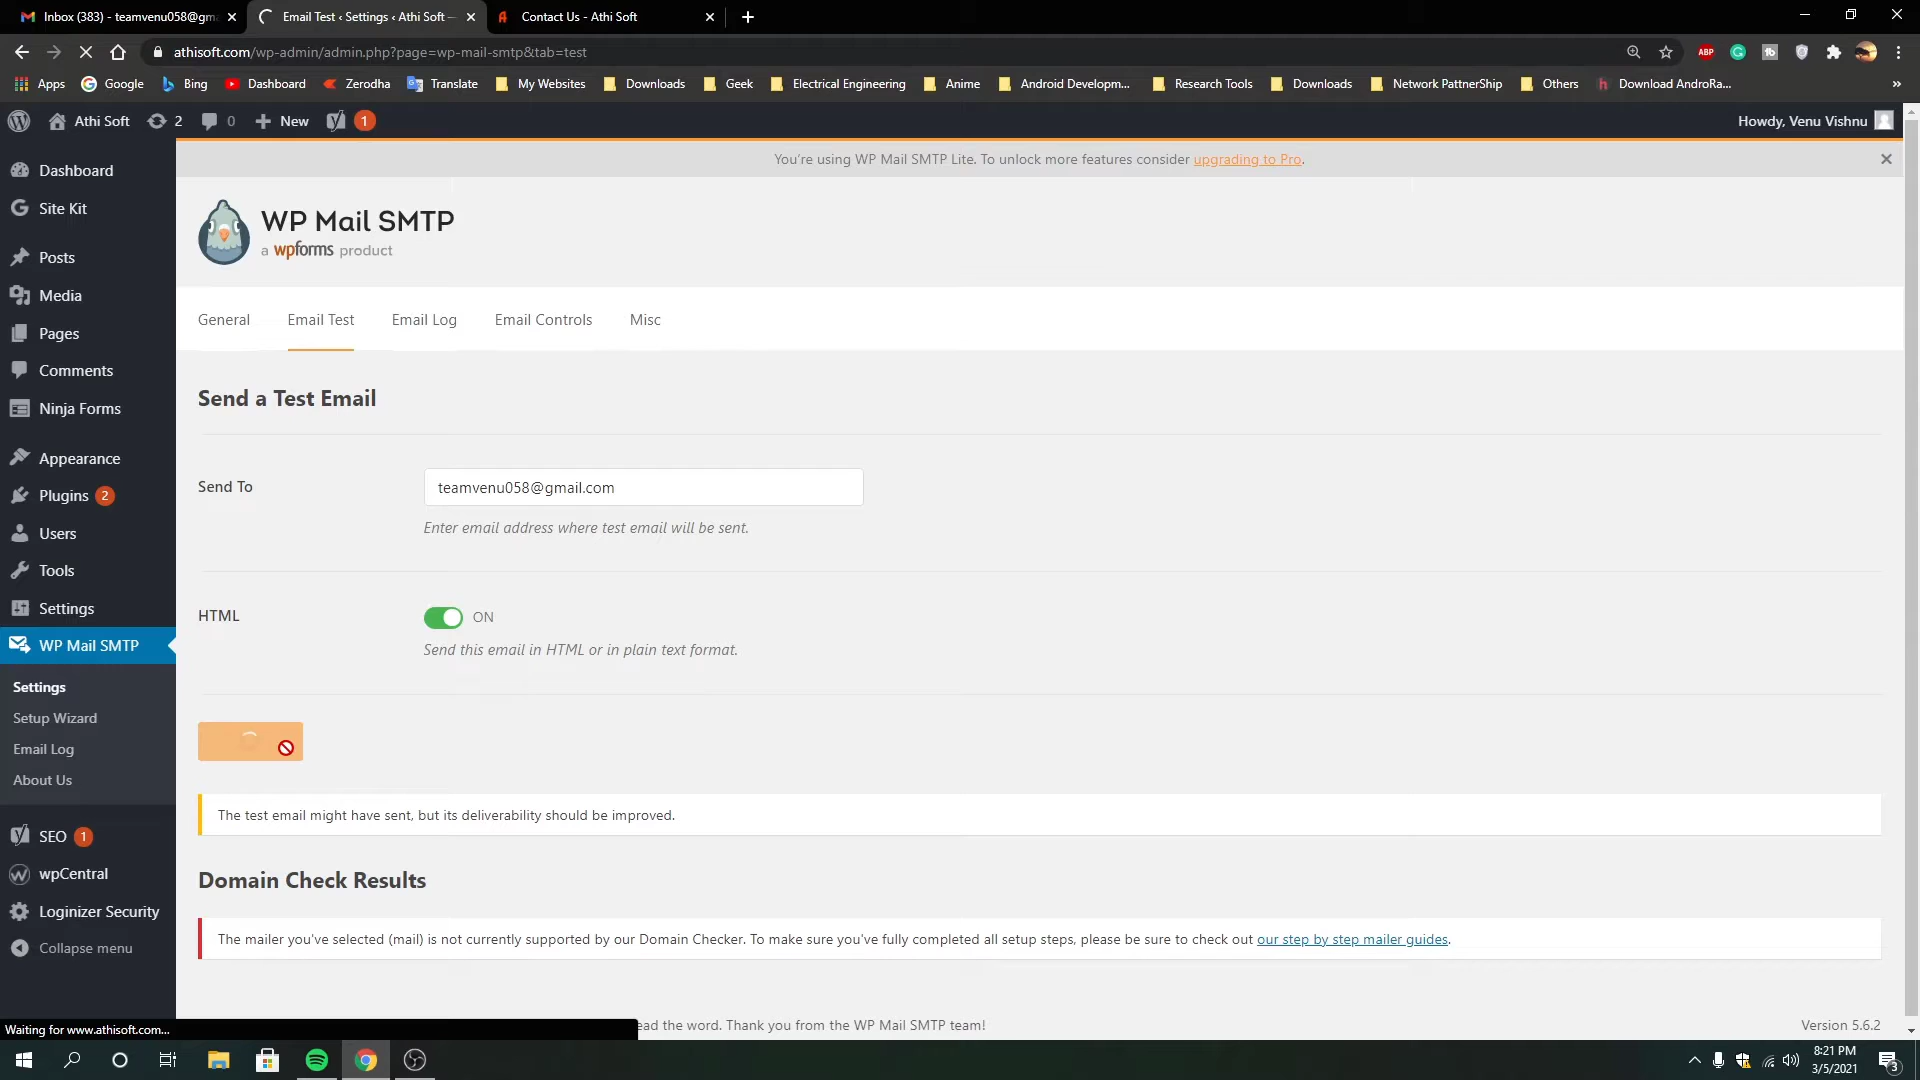 Inbox (383) - teamvenu058@gm
Email Test ‹ Settings ‹ Athi Soft —
Contact Us - Athi Soft
athisoft.com/wp-admin/admin.php?page=wp-mail-smtp&tab=test
ABP
Apps
Google
Bing
Dashboard
Zerodha
Translate
My Websites
Downloads
Geek
Electrical Engineering
Anime
Android Developm...
Research Tools
Downloads
Network PattnerShip
Others
Download AndroRa...
Athi Soft
2
0
New
1
Howdy, Venu Vishnu
You're using WP Mail SMTP Lite. To unlock more features consider upgrading to Pro.
Dashboard
Site Kit
Posts
Media
Pages
Comments
Ninja Forms
Appearance
Plugins 2
Users
Tools
Settings
WP Mail SMTP
Settings
Setup Wizard
Email Log
About Us
SEO 1
wpCentral
Loginizer Security
Collapse menu
WP Mail SMTP
a wpforms product
General
Email Test
Email Log
Email Controls
Misc
Send a Test Email
Send To
teamvenu058@gmail.com
Enter email address where test email will be sent.
HTML
ON
Send this email in HTML or in plain text format.
The test email might have sent, but its deliverability should be improved.
Domain Check Results
The mailer you've selected (mail) is not currently supported by our Domain Checker. To make sure you've fully completed all setup steps, please be sure to check out our step by step mailer guides.
ead the word. Thank you from the WP Mail SMTP team!
Version 5.6.2
Waiting for www.athisoft.com...
8:21 PM
3/5/2021
3